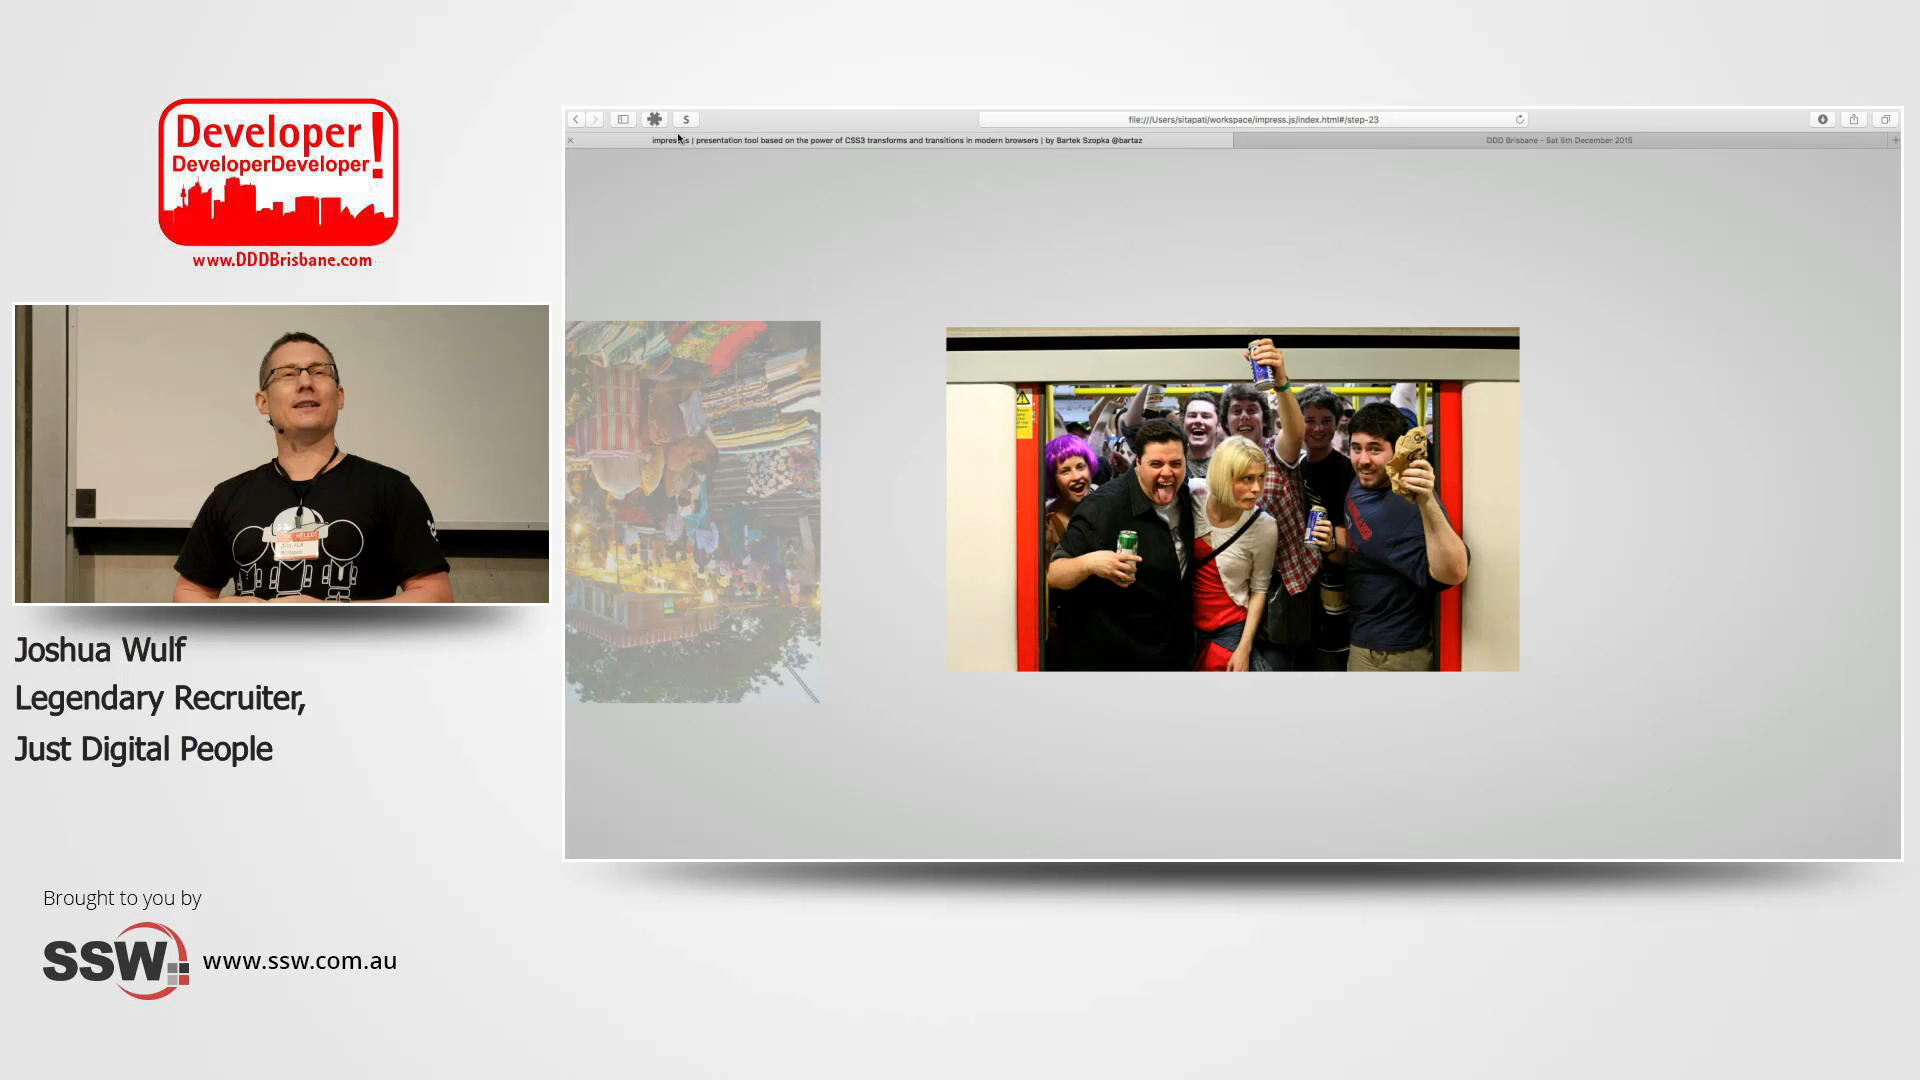 Developer!
DeveloperDeveloper
www.DDDBrisbane.com
S
file:///Users/sitapati/workspace/impress.js/index.html#/step-23
impress.js | presentation tool based on the power of CSS3 transforms and transitions in modern browsers | by Bartek Szopka @bartaz
DDD Brisbane - Sat 5th December 2015
HELLO
Joshua Wulf
Legendary Recruiter,
Just Digital People
Brought to you by
SSW
www.ssw.com.au